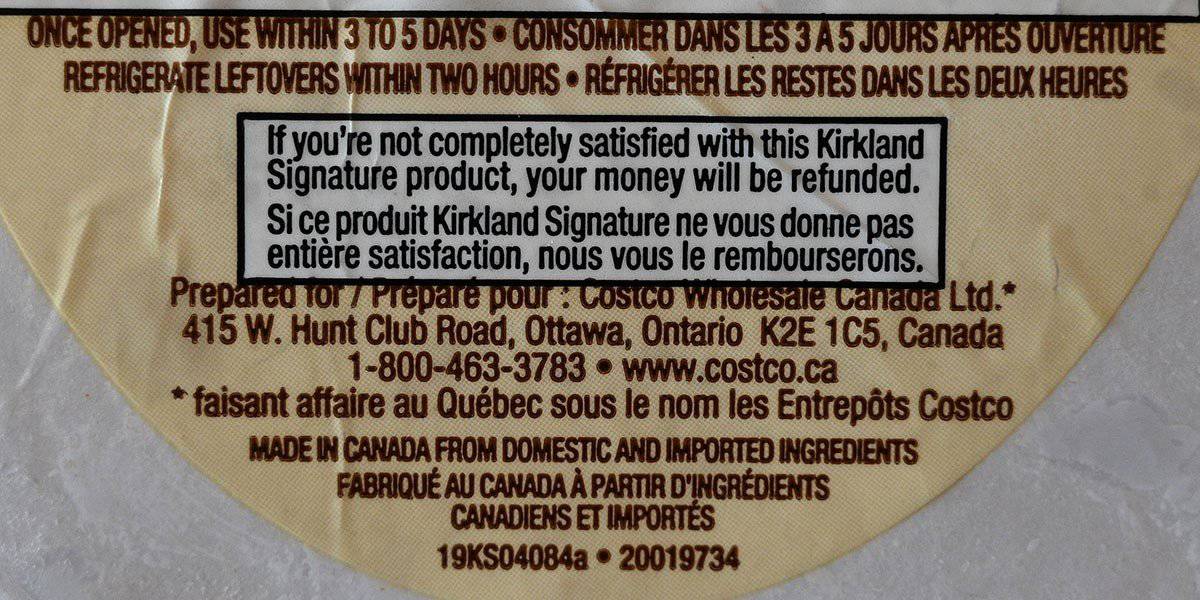 ONCE OPENED, USE WITHIN 3 TO 5 DAYS • CONSOMMER DANS LES 3 À 5 JOURS APRÈS OUVERTURE
REFRIGERATE LEFTOVERS WITHIN TWO HOURS • RÉFRIGÉRER LES RESTES DANS LES DEUX HEURES
If you're not completely satisfied with this Kirkland
Signature product, your money will be refunded.
Si ce produit Kirkland Signature ne vous donne pas
entière satisfaction, nous vous le rembourserons.
Prepared for / Préparé pour : Costco Wholesale Canada Ltd.*
415 W. Hunt Club Road, Ottawa, Ontario K2E 1C5, Canada
1-800-463-3783 • www.costco.ca
*faisant affaire au Québec sous le nom les Entrepôts Costco
MADE IN CANADA FROM DOMESTIC AND IMPORTED INGREDIENTS
FABRIQUÉ AU CANADA À PARTIR D'INGRÉDIENTS
CANADIENS ET IMPORTÉS
19KS04084a • 20019734